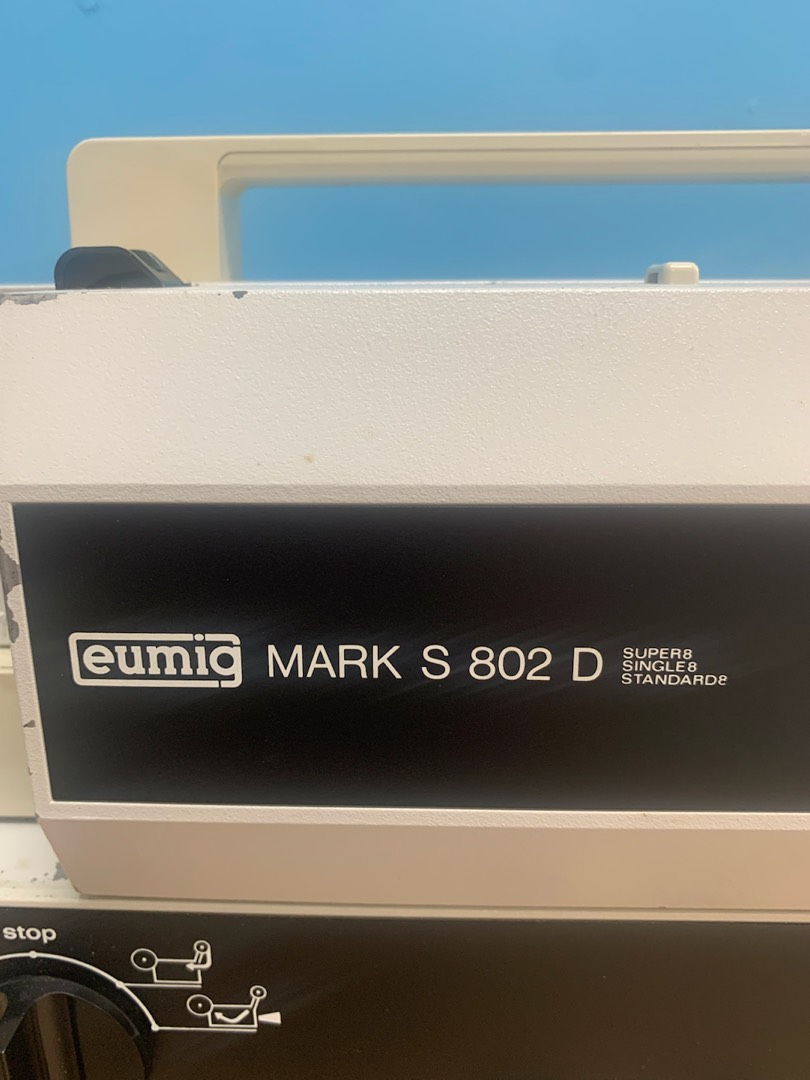 eumig MARK S 802 D
SUPER8
SINGLE8
STANDARD8
stop